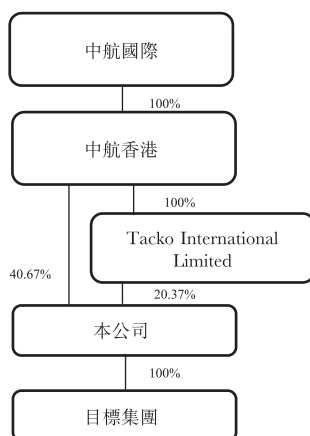 中航國際
100%
中航香港
100%
Tacko International
Limited
40.67%
20.37%
本公司
100%
目標集團